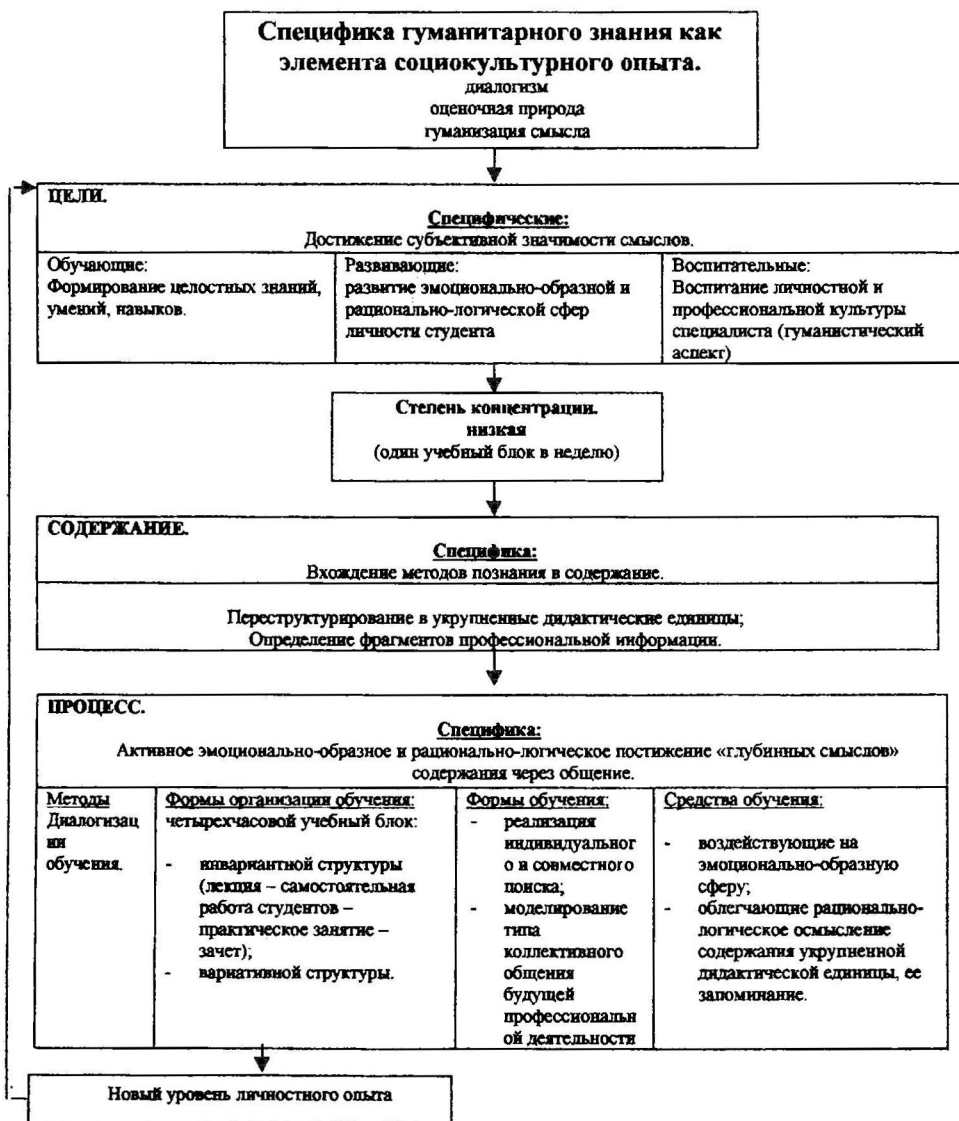 Специфика гуманитарного знания как
элемента социокультурного опыта.
диалогизм
оценочная природа
гуманизация смысла
ЦЕЛИ.
Специфические:
Достижение субъективной значимости смыслов.
Обучающие:
Формирование целостных знаний,
умений, навыков.
Развивающие:
развитие эмоционально-образной и
рационально-логической сфер
личности студента
Воспитательные:
Воспитание личностной и
профессиональной культуры
специалиста (гуманистический
аспект)
Степень концентрации.
низкая
(один учебный блок в неделю)
СОДЕРЖАНИЕ.
Специфика:
Вхождение методов познания в содержание.
Переструктурирование в укрупненные дидактические единицы;
Определение фрагментов профессиональной информации.
ПРОЦЕСС.
Специфика:
Активное эмоционально-образное и рационально-логическое постижение «глубинных смыслов»
содержания через общение.
Методы
Диалогизац
ии
обучения.
Формы организации обучения:
четырехчасовой учебный блок:
- инвариантной структуры
(лекция – самостоятельная
работа студентов –
практическое занятие –
зачет);
- вариативной структуры.
Формы обучения:
- реализация
индивидуальног
о и совместного
поиска;
- моделирование
типа
коллективного
общения
будущей
профессиональн
ой деятельности
Средства обучения:
- воздействующие на
эмоционально-образную
сферу;
- облегчающие рационально-
логическое осмысление
содержания укрупненной
дидактической единицы, ее
запоминание.
Новый уровень личностного опыта